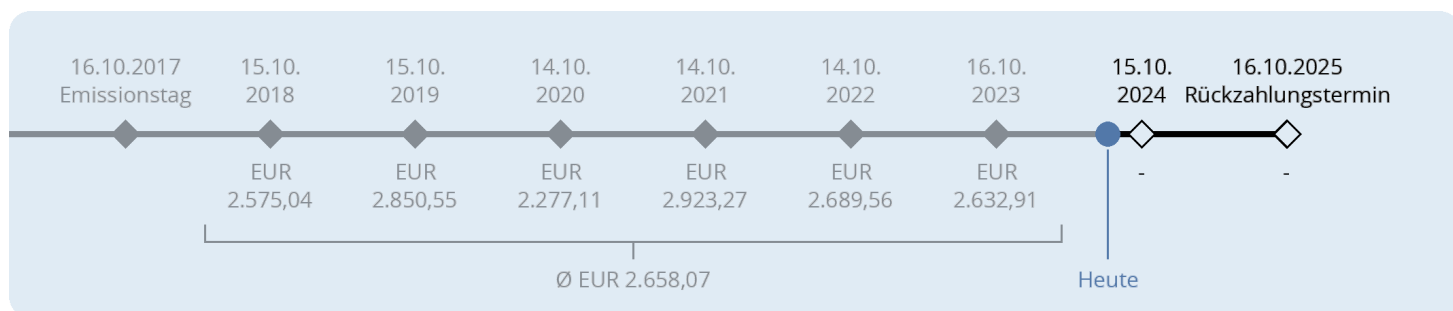 16.10.2017
Emissionstag
15.10.
2018
15.10.
2019
14.10.
2020
14.10.
2021
14.10.
2022
16.10.
2023
15.10.
2024
16.10.2025
Rückzahlungstermin
EUR
2.575,04
EUR
2.850,55
EUR
2.277,11
EUR
2.923,27
EUR
2.689,56
EUR
2.632,91
-
-
Ø EUR 2.658,07
Heute